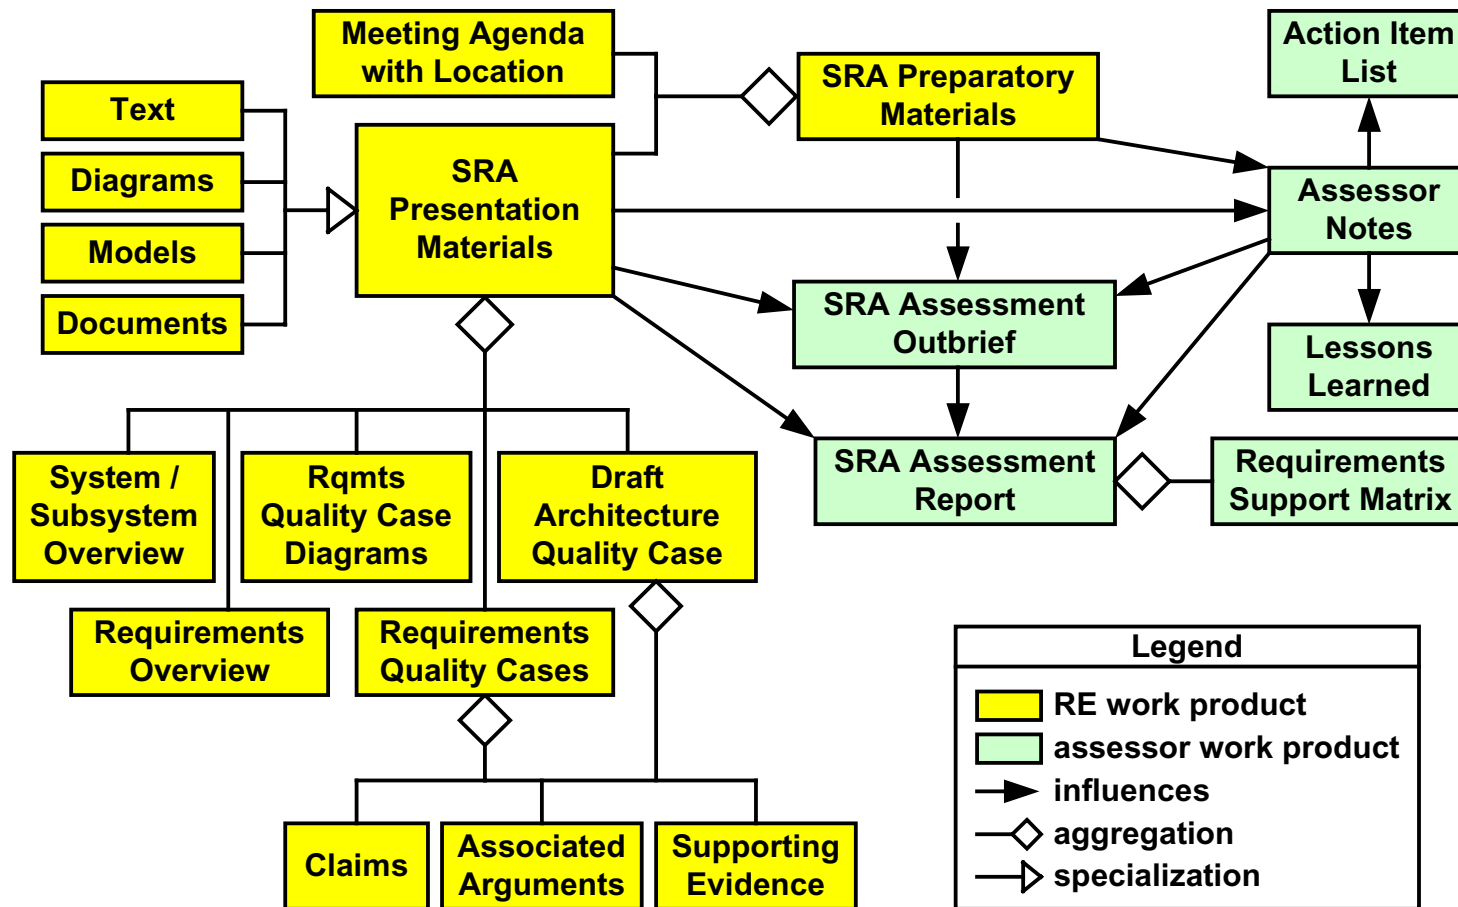 Meeting Agenda
with Location
SRA Preparatory
Materials
Action Item
List
Text
Diagrams
Models
Documents
SRA
Presentation
Materials
Assessor
Notes
SRA Assessment
Outbrief
Lessons
Learned
SRA Assessment
Report
Requirements
Support Matrix
System /
Subsystem
Overview
Rqmts
Quality Case
Diagrams
Draft
Architecture
Quality Case
Requirements
Overview
Requirements
Quality Cases
Claims
Associated
Arguments
Supporting
Evidence
Legend
RE work product
assessor work product
influences
aggregation
specialization